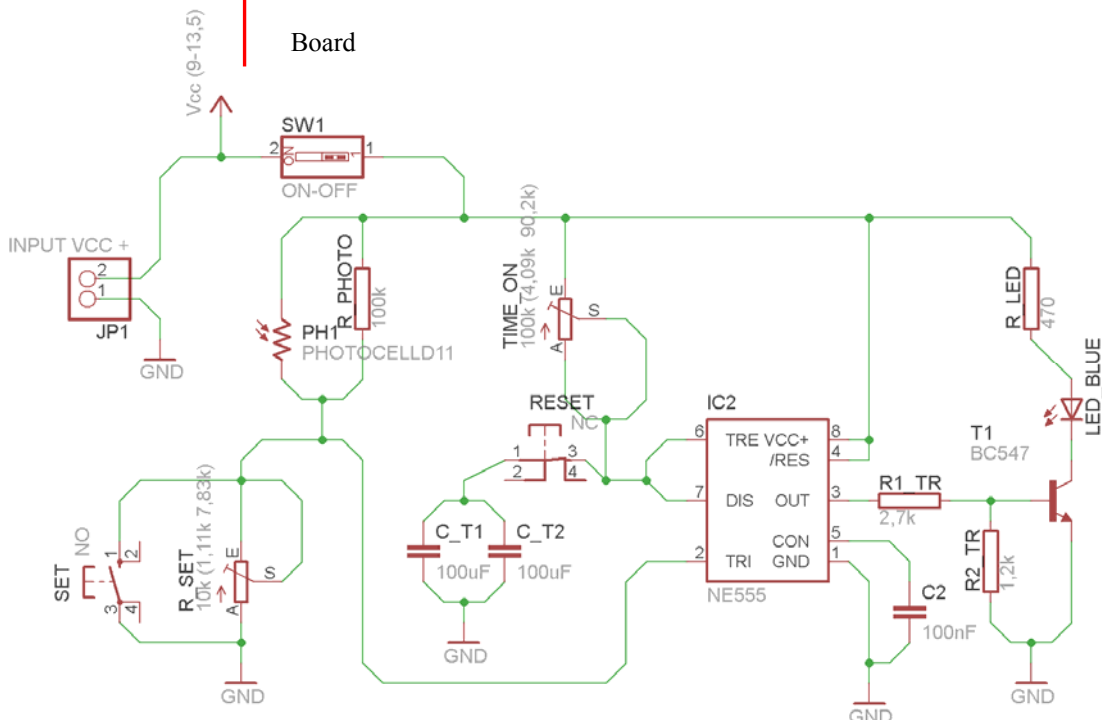 Board
Vcc (9-13,5)
SW1
2
ON
1
1
ON-OFF
INPUT VCC +
2
1
JP1
GND
R_PHOTO
100k
PH1
PHOTOCELLD11
TIME_ON
100k (4,09k 90,2k)
E
S
A
RESET
NC
1
2
3
4
C_T1
100uF
C_T2
100uF
GND
SET
NO
1
2
3
4
R_SET
10k (1,11k 7,83k)
E
S
A
GND
IC2
6
TRE
VCC+
8
/RES
4
7
DIS
OUT
3
CON
5
2
TRI
GND
1
NE555
C2
100nF
GND
R1_TR
2,7k
R2_TR
1,2k
T1
BC547
R_LED
470
LED_BLUE
GND